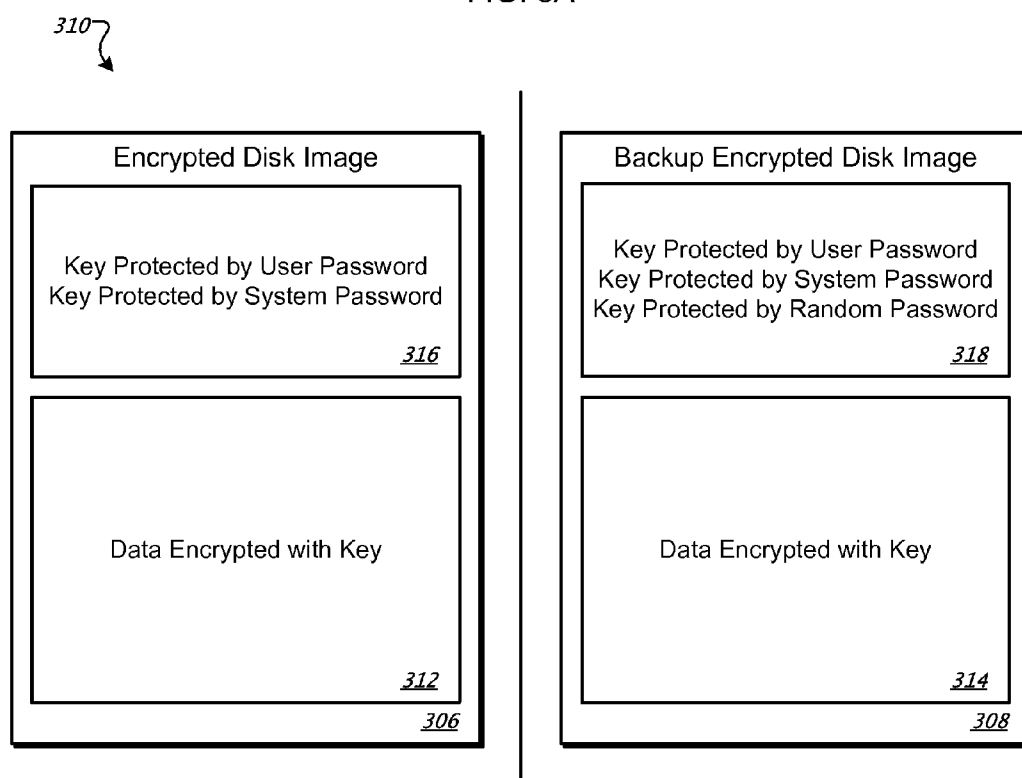 310
Encrypted Disk Image
Key Protected by User Password
Key Protected by System Password
316
Data Encrypted with Key
312
306
Backup Encrypted Disk Image
Key Protected by User Password
Key Protected by System Password
Key Protected by Random Password
318
Data Encrypted with Key
314
308